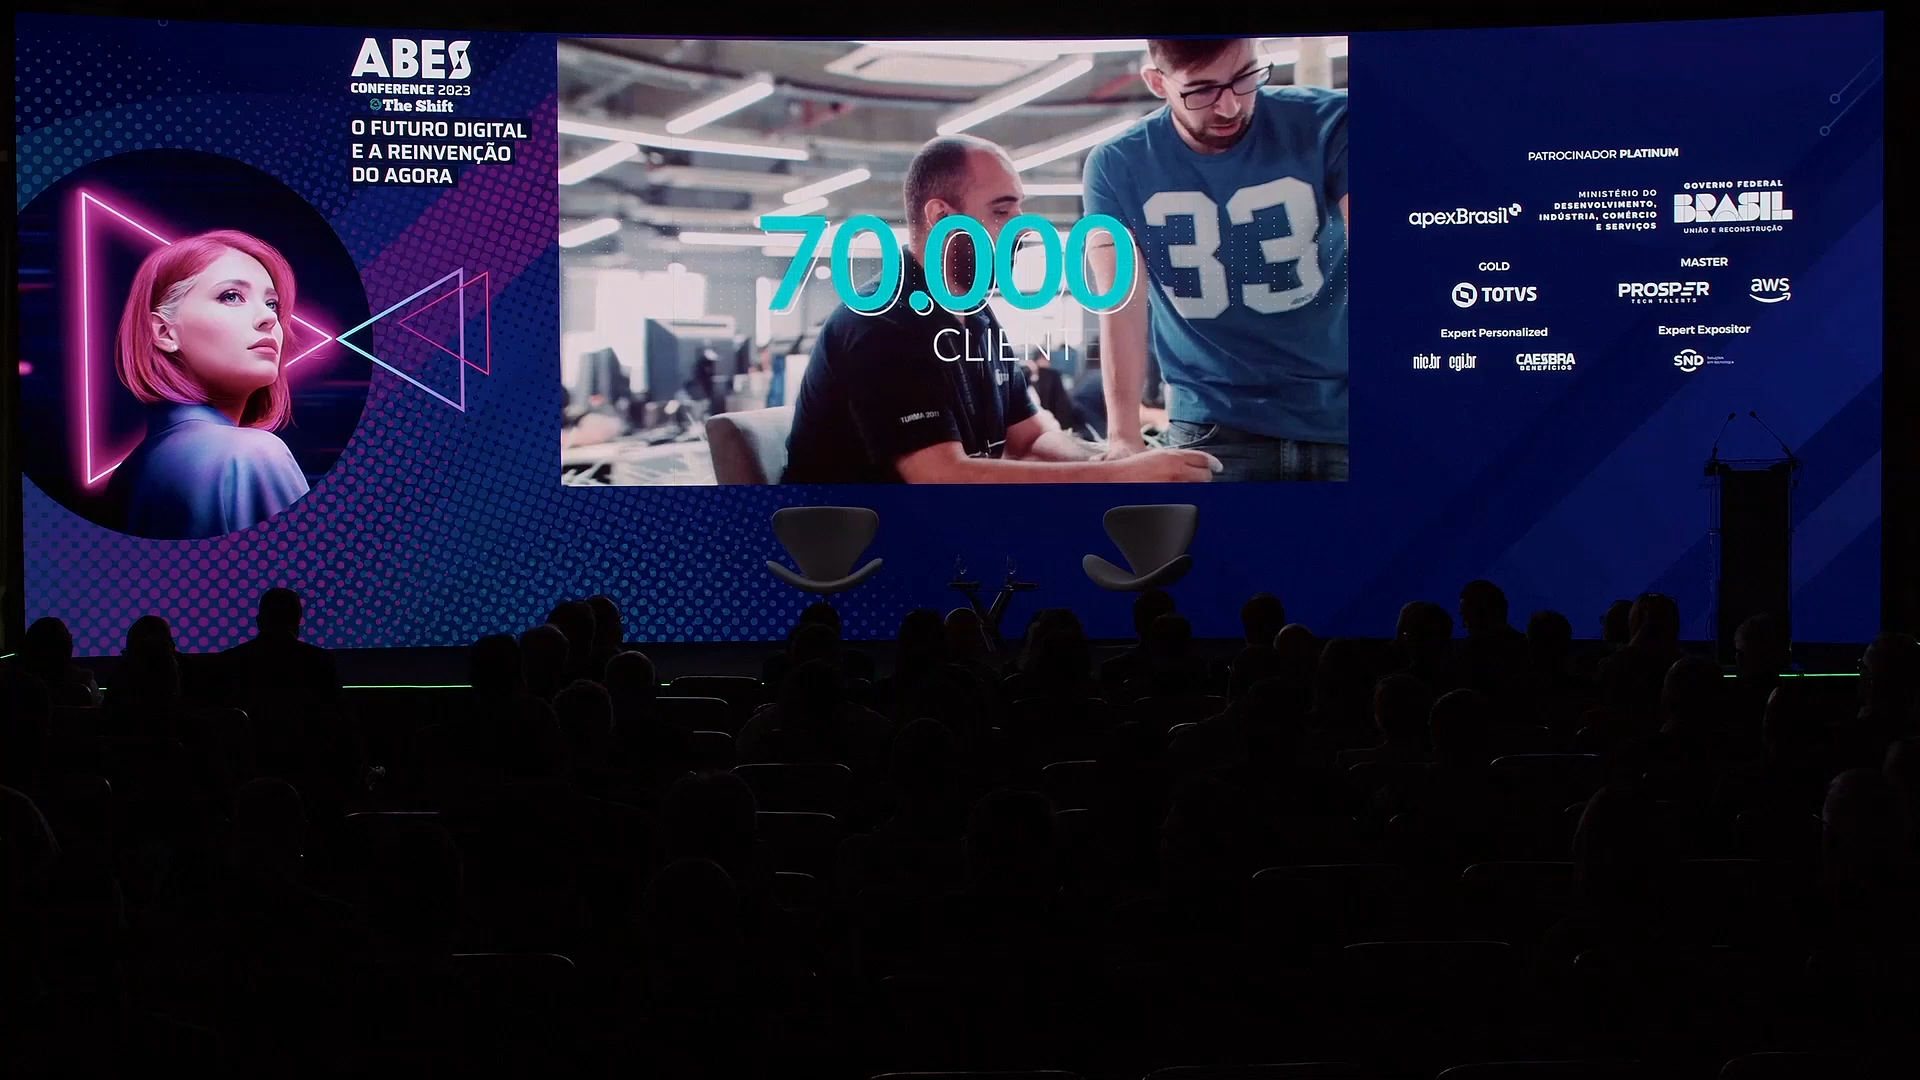 ABES
CONFERENCE 2023
The Shift
O FUTURO DIGITAL
E A REINVENÇÃO
DO AGORA
70.000
CLIENTE
33
TURMA 2011
PATROCINADOR PLATINUM
apexBrasil
MINISTÉRIO DO
DESENVOLVIMENTO,
INDÚSTRIA, COMÉRCIO
E SERVIÇOS
GOVERNO FEDERAL
BRASIL
UNIÃO E RECONSTRUÇÃO
GOLD
TOTVS
MASTER
PROSPER
TECH TALENTS
aws
Expert Personalized
nic.br cgi.br
CAESBRA
BENEFÍCIOS
Expert Expositor
SND